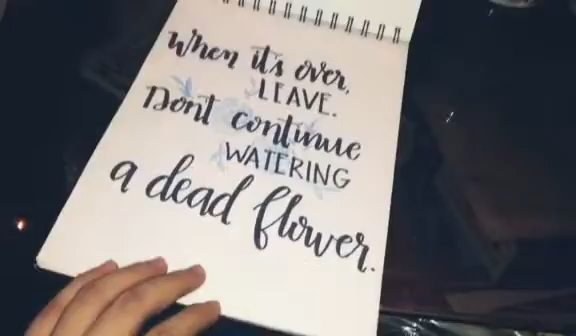 When it's over,
LEAVE.
Dont continue
WATERING
a dead flower.